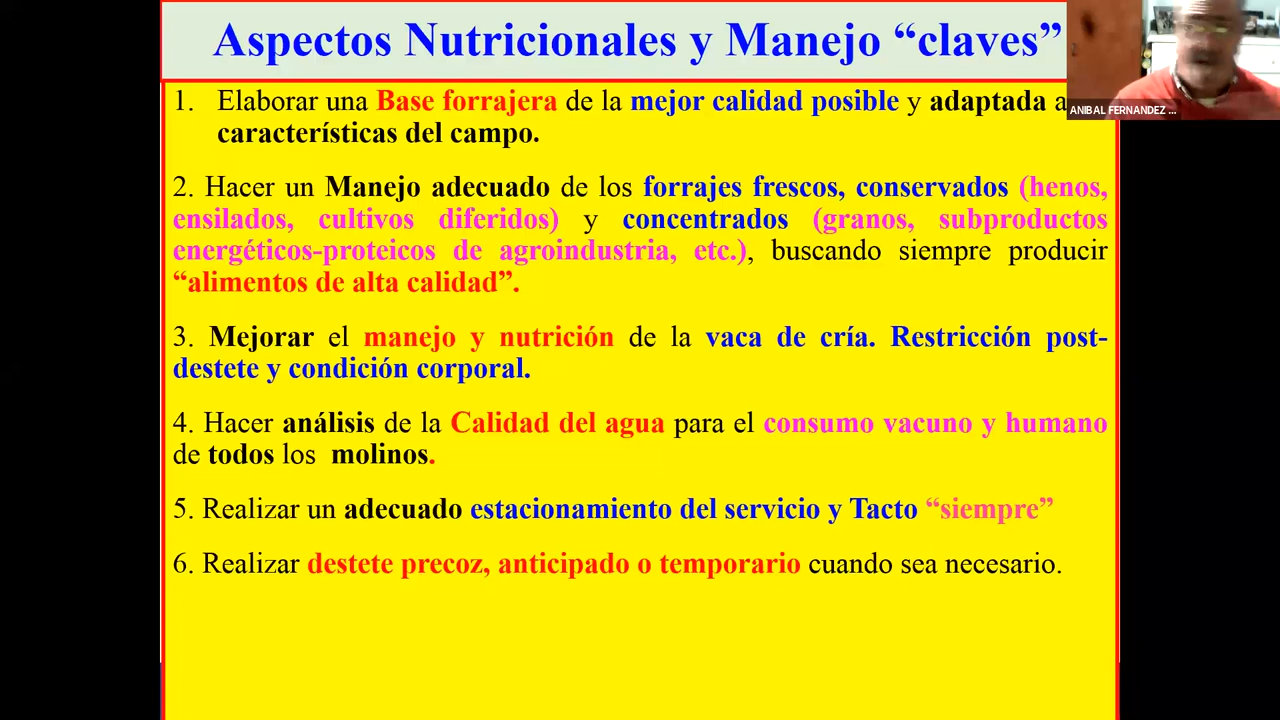 Aspectos Nutricionales y Manejo “claves”
ANIBAL FERNANDEZ ...
1. Elaborar una Base forrajera de la mejor calidad posible y adaptada a
características del campo.
2. Hacer un Manejo adecuado de los forrajes frescos, conservados (henos,
ensilados, cultivos diferidos) y concentrados (granos, subproductos
energéticos-proteicos de agroindustria, etc.), buscando siempre producir
“alimentos de alta calidad”.
3. Mejorar el manejo y nutrición de la vaca de cría. Restricción post-
destete y condición corporal.
4. Hacer análisis de la Calidad del agua para el consumo vacuno y humano
de todos los molinos.
5. Realizar un adecuado estacionamiento del servicio y Tacto “siempre”
6. Realizar destete precoz, anticipado o temporario cuando sea necesario.